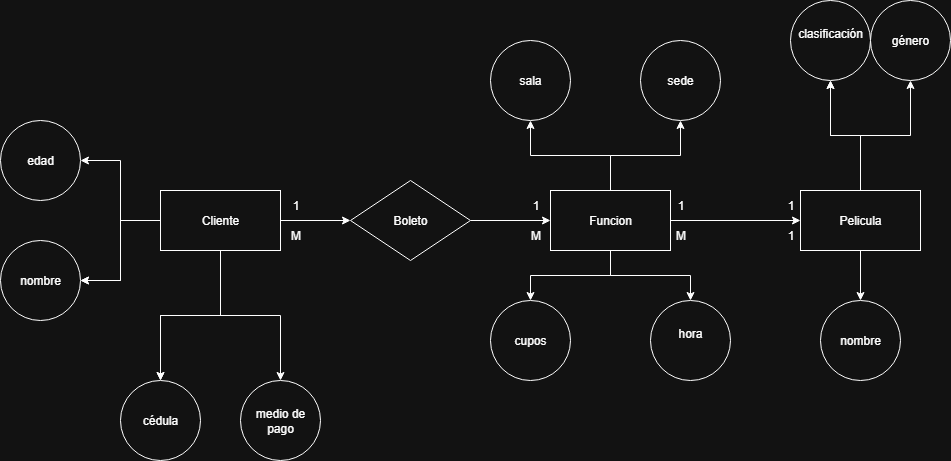 clasificación
género
sala
sede
edad
Cliente
1
M
Boleto
1
M
Funcion
1
M
1
1
Pelicula
nombre
cupos
hora
nombre
cédula
medio de
pago